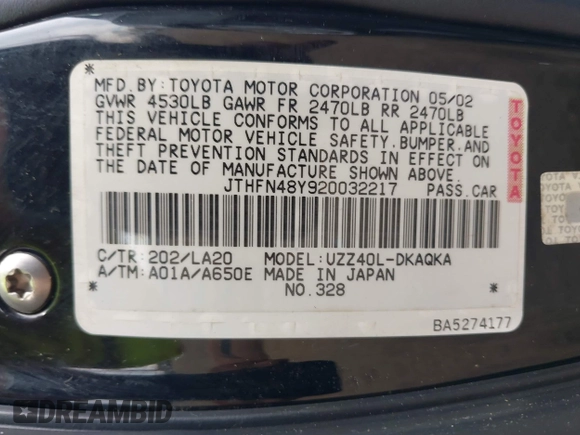 MFD.BY:TOYOTA MOTOR CORPORATION 05/02
GVWR 4530LB GAWR FR 2470LB RR 2470LB
THIS VEHICLE CONFORMS TO ALL APPLICABLE
FEDERAL MOTOR VEHICLE SAFETY,BUMPER,AND
THEFT PREVENTION STANDARDS IN EFFECT ON
THE DATE OF MANUFACTURE SHOWN ABOVE.
JTHFN48Y920032217 PASS.CAR
TOYOTA
C/TR:202/LA20 MODEL:UZZ40L-DKAQKA
A/TM:A01A/A650E MADE IN JAPAN
NO.328
BA5274177
DREAMBID